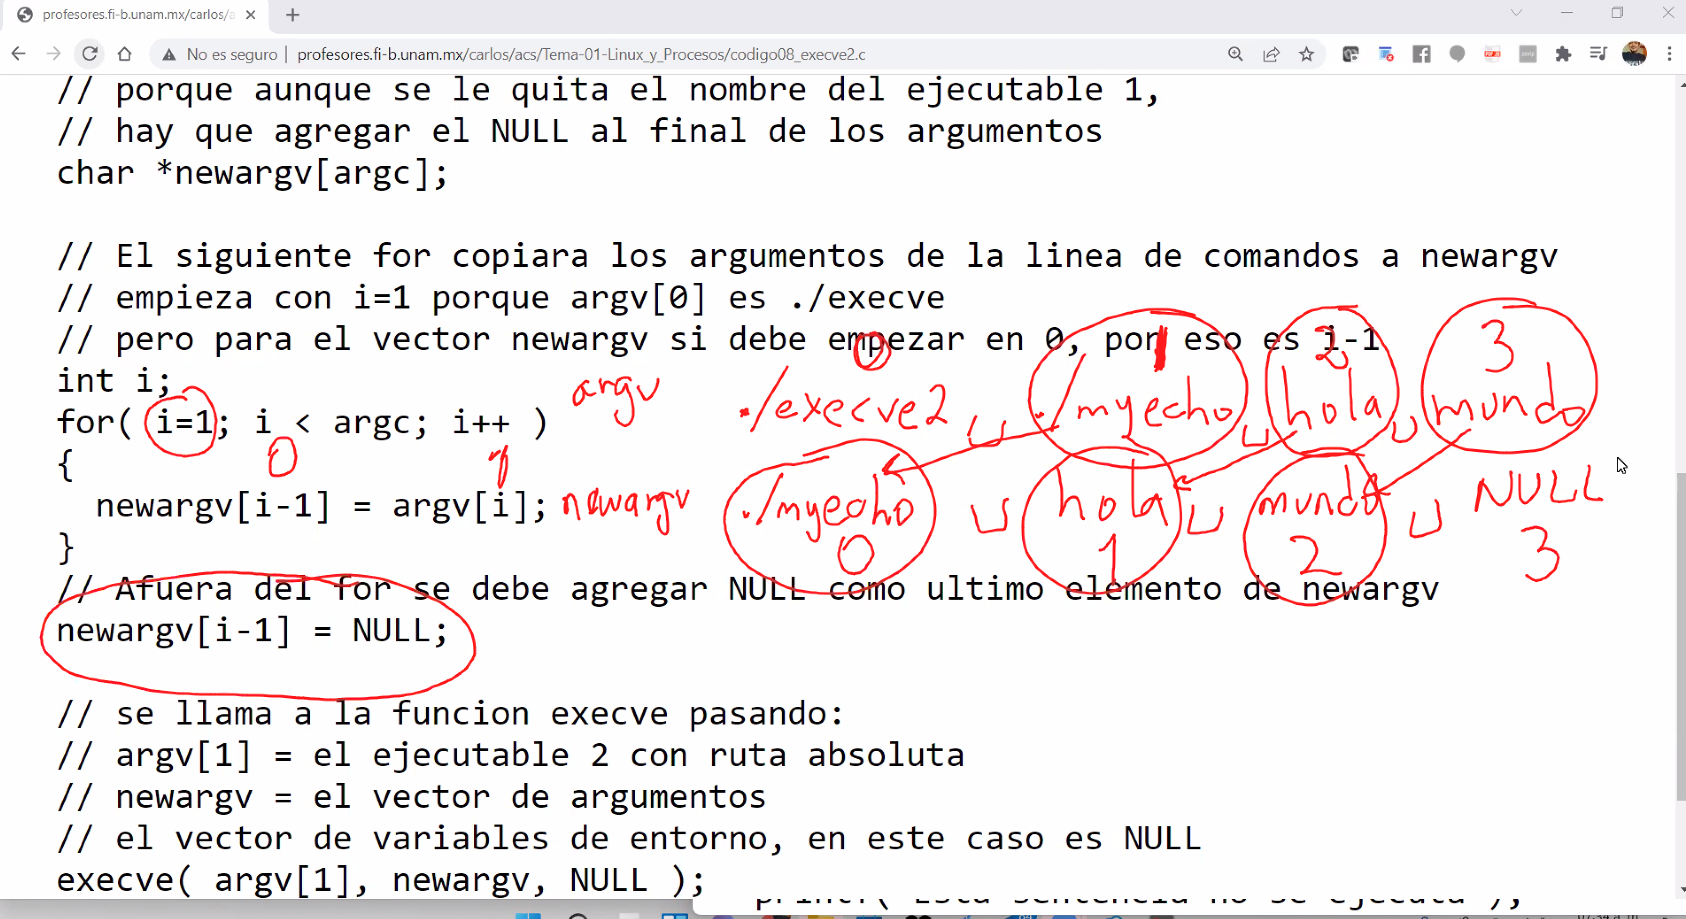 profesores.fi-b.unam.mx/carlos/a
No es seguro | profesores.fi-b.unam.mx/carlos/acs/Tema-01-Linux_y_Procesos/codigo08_execve2.c
// porque aunque se le quita el nombre del ejecutable 1,
// hay que agregar el NULL al final de los argumentos
char *newargv[argc];
// El siguiente for copiara los argumentos de la linea de comandos a newargv
// empieza con i=1 porque argv[0] es ./execve
// pero para el vector newargv si debe empezar en 0, por eso es i-1
0 1 2 3
int i;
argv ./execve2 ./myecho hola mundo
for( i=1; i < argc; i++ )
0
{
newargv[i-1] = argv[i];
newargv ./myecho hola mundo NULL
0 1 2 3
}
// Afuera del for se debe agregar NULL como ultimo elemento de newargv
newargv[i-1] = NULL;
// se llama a la funcion execve pasando:
// argv[1] = el ejecutable 2 con ruta absoluta
// newargv = el vector de argumentos
// el vector de variables de entorno, en este caso es NULL
execve( argv[1], newargv, NULL );
printf( Esta sentencia no se ejecuta );